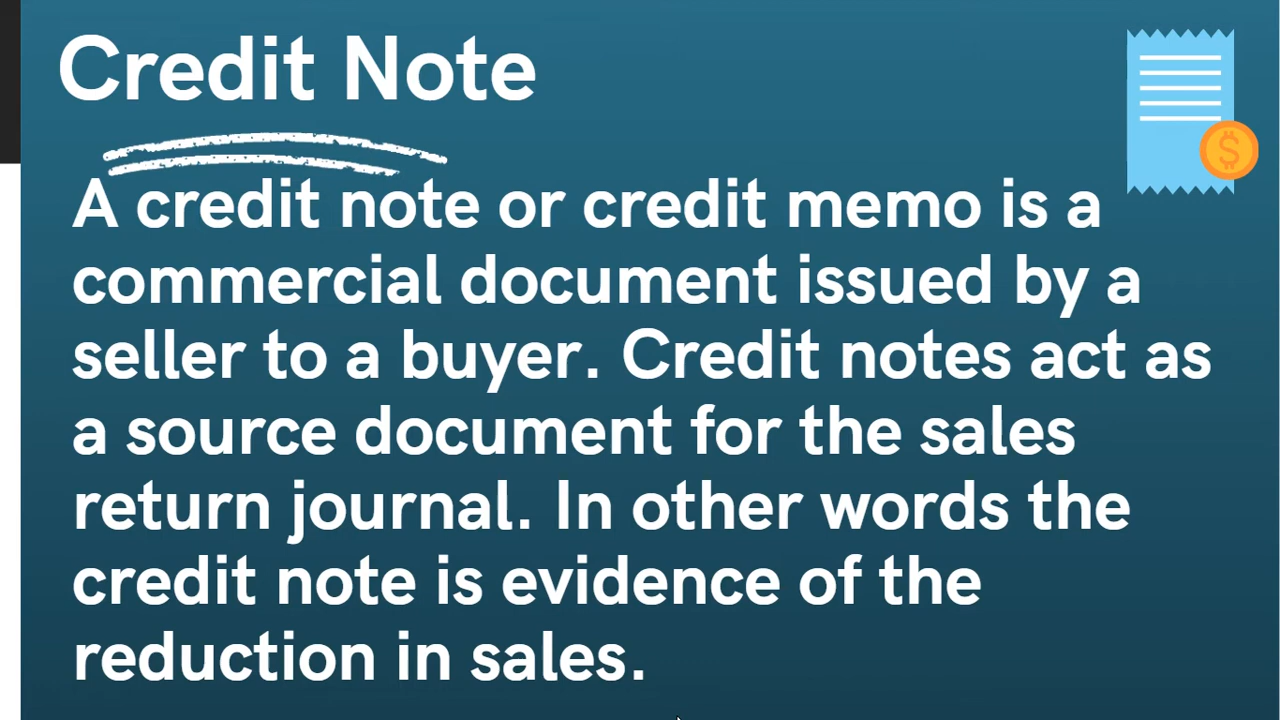 Credit Note
A credit note or credit memo is a
commercial document issued by a
seller to a buyer. Credit notes act as
a source document for the sales
return journal. In other words the
credit note is evidence of the
reduction in sales.
$